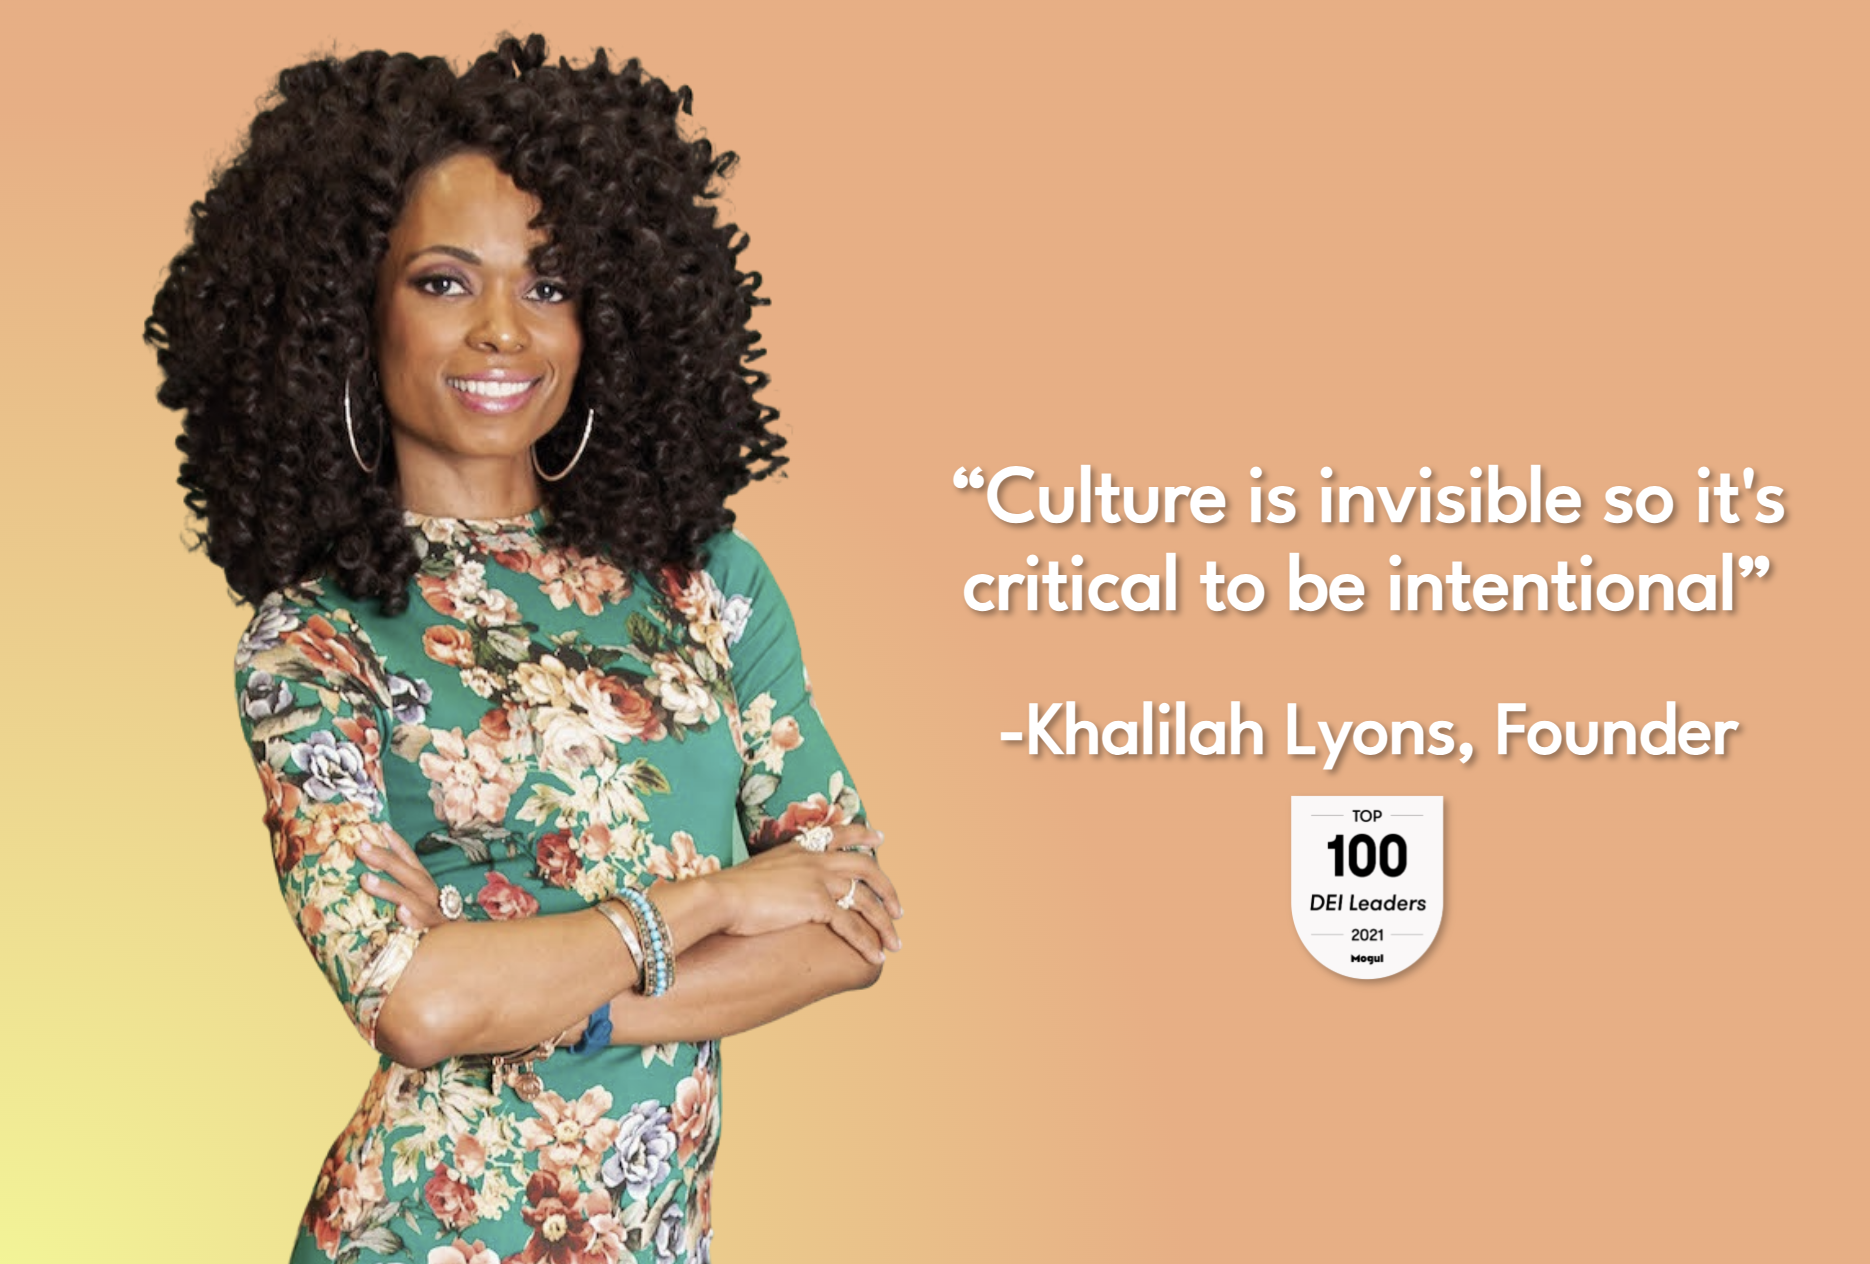 “Culture is invisible so it's
critical to be intentional”
-Khalilah Lyons, Founder
TOP
100
DEI Leaders
2021
Mogul